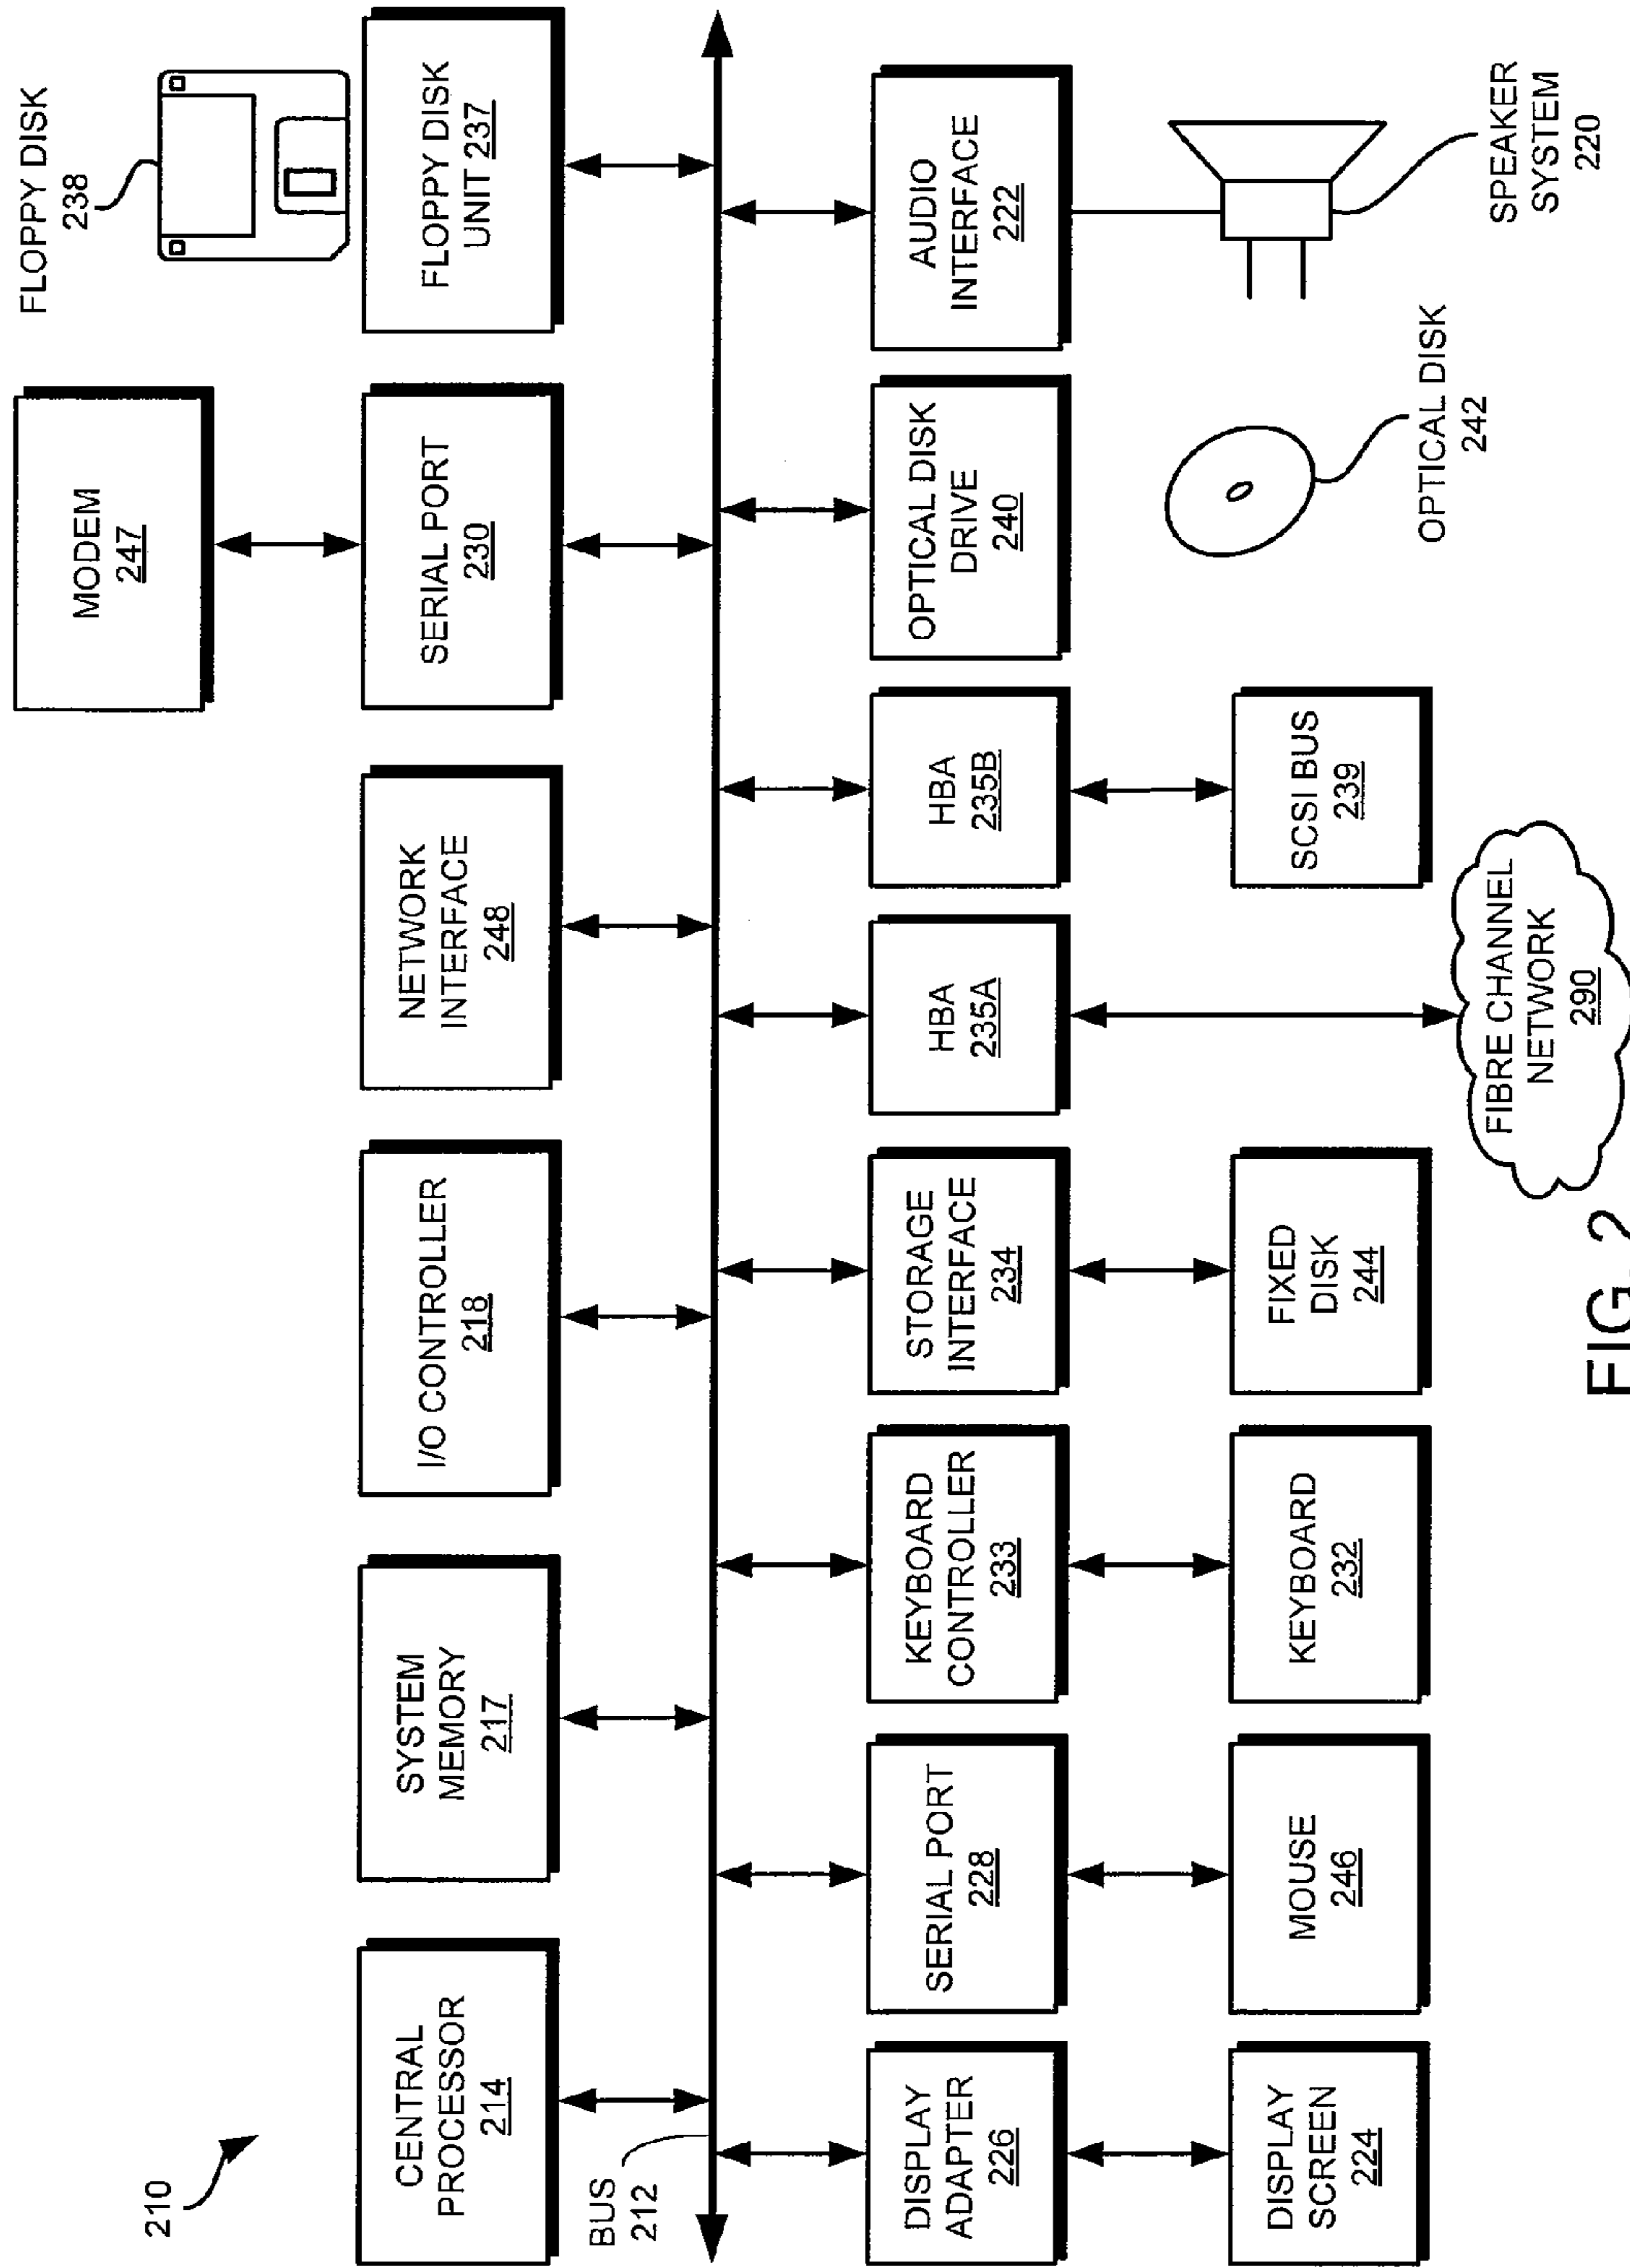 210
CENTRAL
PROCESSOR
214
SYSTEM
MEMORY
217
I/O CONTROLLER
218
NETWORK
INTERFACE
248
MODEM
247
SERIAL PORT
230
FLOPPY DISK
238
FLOPPY DISK
UNIT 237
BUS
212
DISPLAY
ADAPTER
226
SERIAL PORT
228
KEYBOARD
CONTROLLER
233
STORAGE
INTERFACE
234
HBA
235A
HBA
235B
OPTICAL DISK
DRIVE
240
AUDIO
INTERFACE
222
DISPLAY
SCREEN
224
MOUSE
246
KEYBOARD
232
FIXED
DISK
244
SCSI BUS
239
FIBRE CHANNEL
NETWORK
290
OPTICAL DISK
242
SPEAKER
SYSTEM
220
FIG. 2